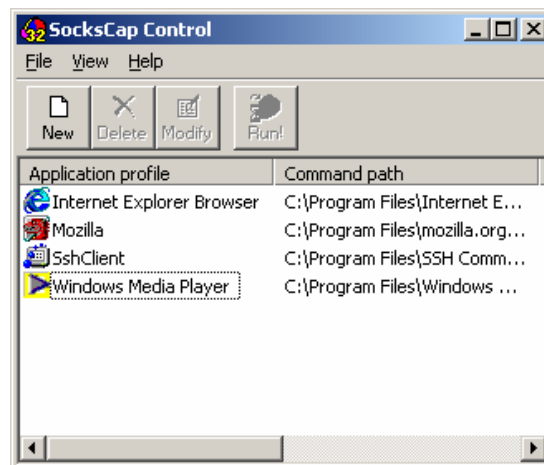 32 SocksCap Control
File View Help
New Delete Modify Run!
Application profile Command path
Internet Explorer Browser C:\Program Files\Internet E...
Mozilla C:\Program Files\mozilla.org...
SshClient C:\Program Files\SSH Comm...
Windows Media Player C:\Program Files\Windows ...